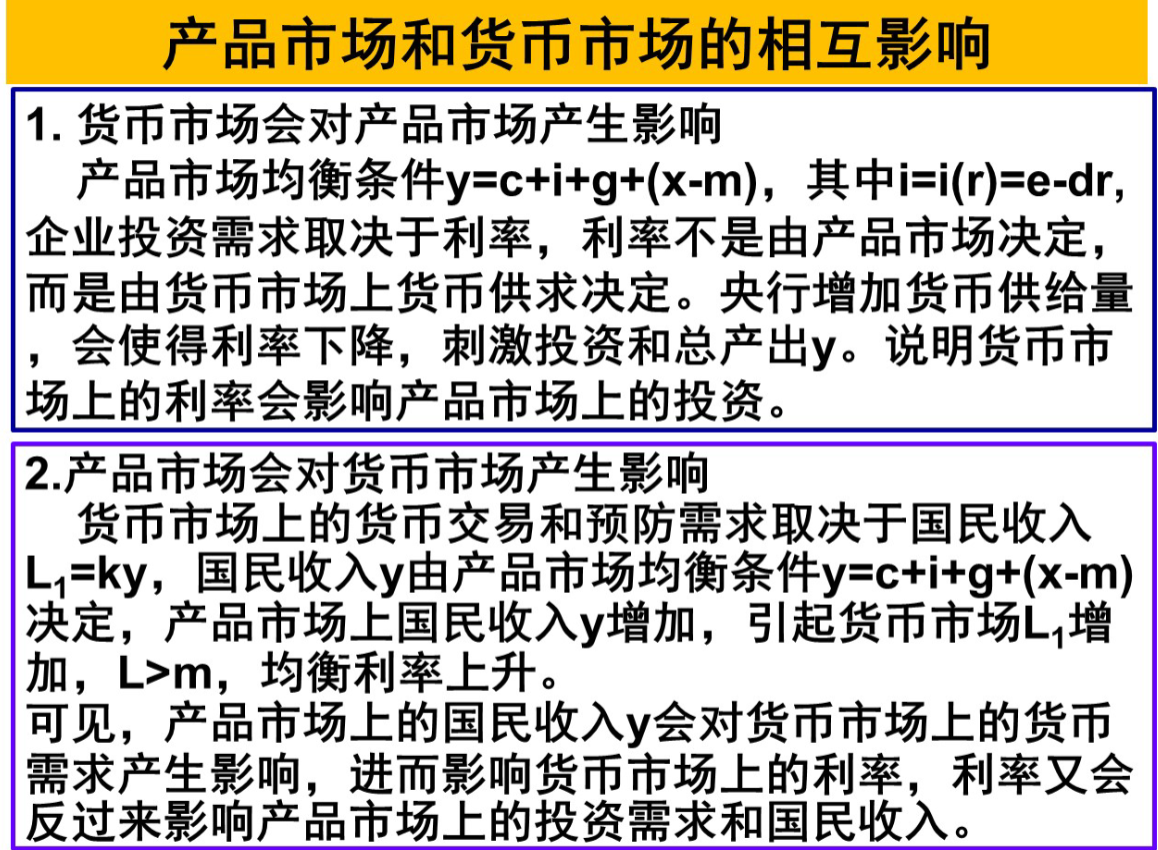 产品市场和货币市场的相互影响
1. 货币市场会对产品市场产生影响
产品市场均衡条件y=c+i+g+(x-m)，其中i=i(r)=e-dr,
企业投资需求取决于利率，利率不是由产品市场决定，
而是由货币市场上货币供求决定。央行增加货币供给量
，会使得利率下降，刺激投资和总产出y。说明货币市
场上的利率会影响产品市场上的投资。
2.产品市场会对货币市场产生影响
货币市场上的货币交易和预防需求取决于国民收入
L₁=ky，国民收入y由产品市场均衡条件y=c+i+g+(x-m)
决定，产品市场上国民收入y增加，引起货币市场L₁增
加，L>m，均衡利率上升。
可见，产品市场上的国民收入y会对货币市场上的货币
需求产生影响，进而影响货币市场上的利率，利率又会
反过来影响产品市场上的投资需求和国民收入。